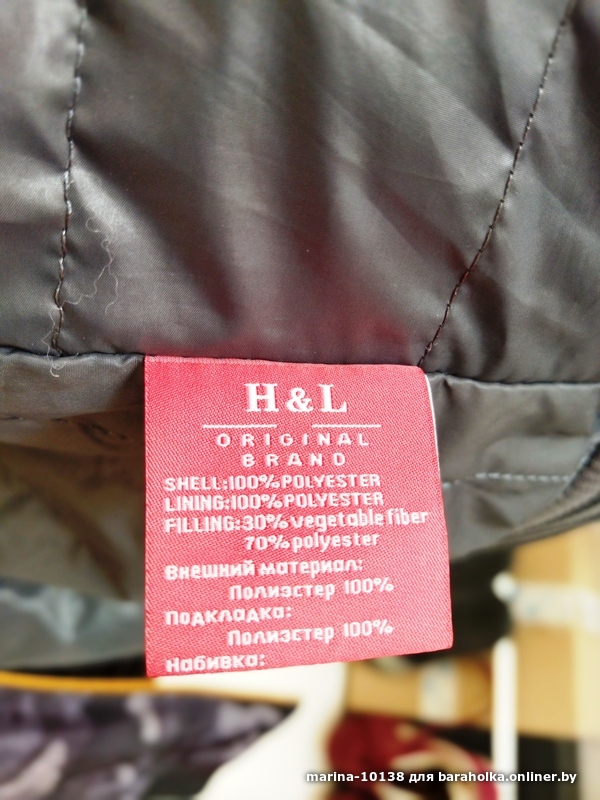 H&L
ORIGINAL
BRAND
SHELL:100%POLYESTER
LINING:100%POLYESTER
FILLING:30%vegetable fiber
70%polyester
Внешний материал:
Полиэстер 100%
Подкладка:
Полиэстер 100%
Набивка:
marina-10138 для baraholka.onliner.by